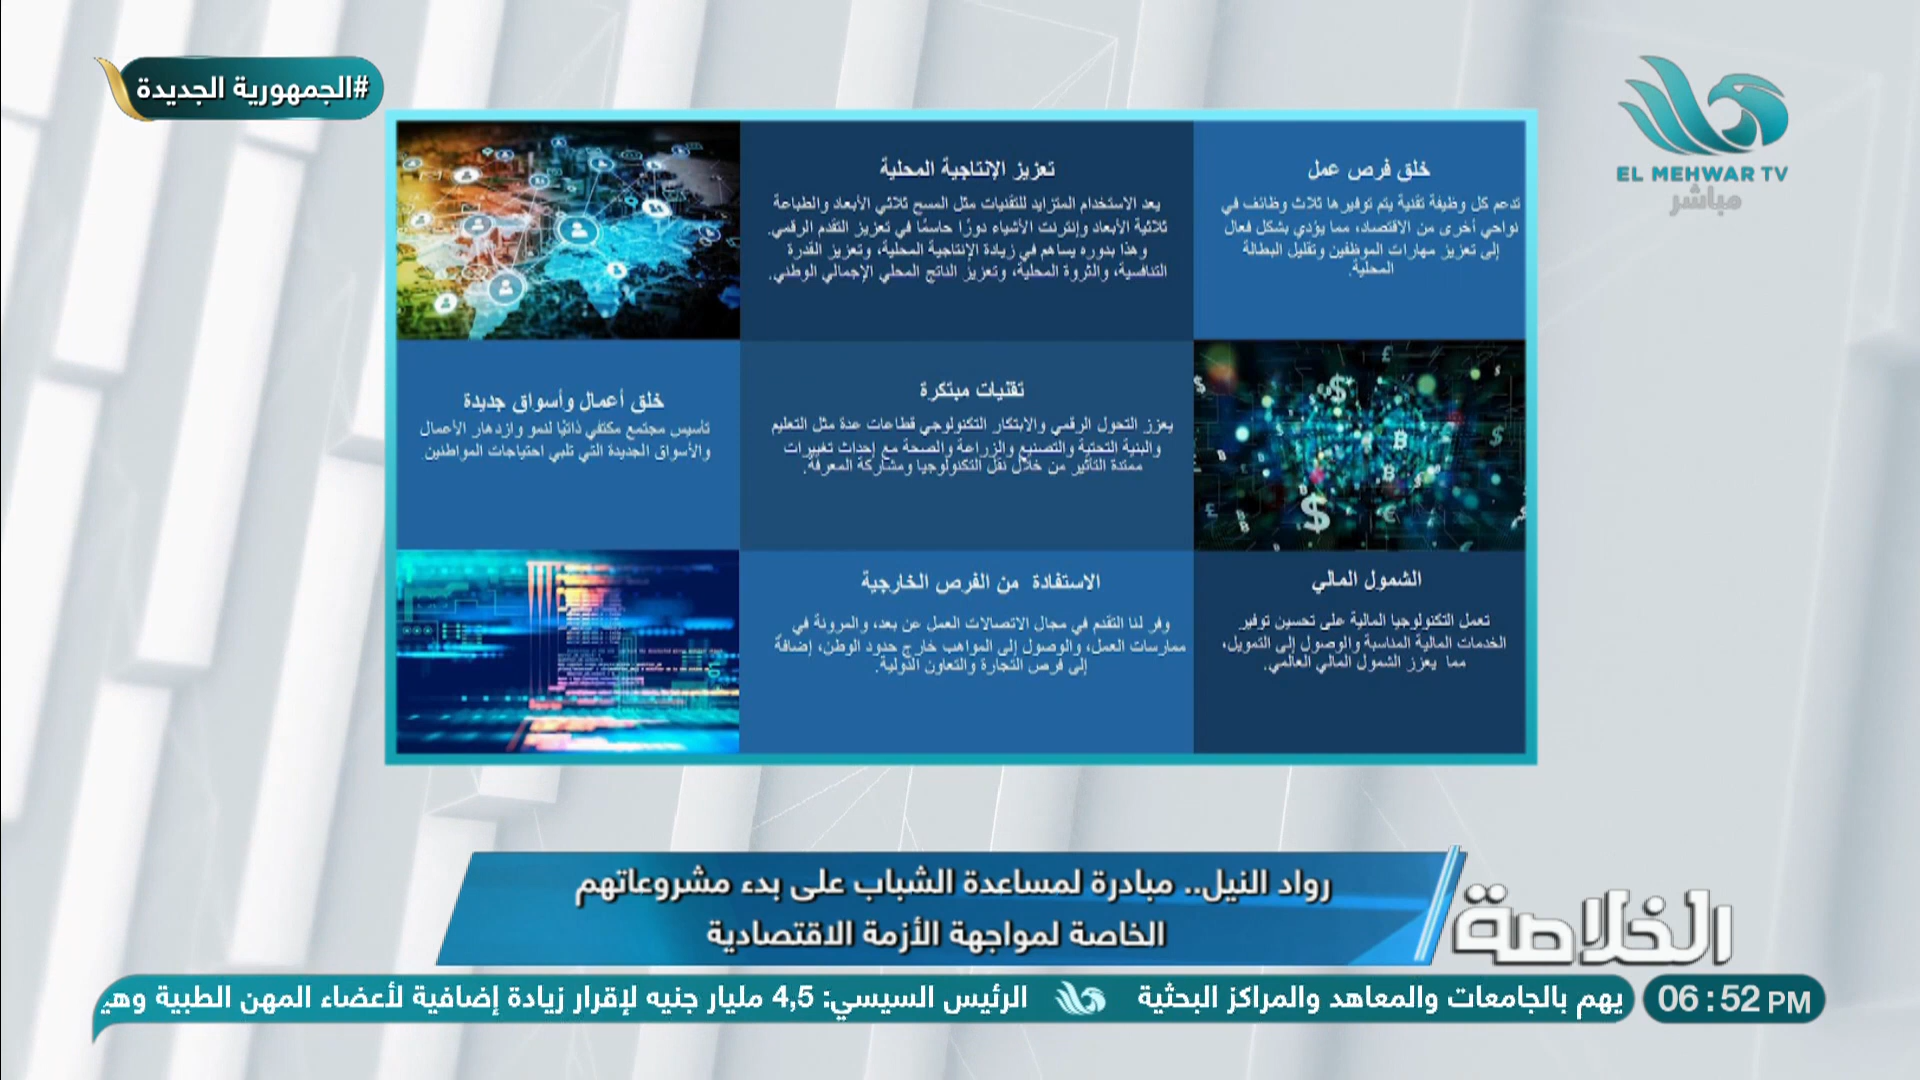 #الجمهورية الجديدة
EL MEHWAR TV
مباشر
خلق فرص عمل
تدعم كل وظيفة تقنية يتم توفيرها ثلاث وظائف في
نواحي أخرى من الاقتصاد، مما يؤدي بشكل فعال
إلى تعزيز مهارات الموظفين وتقليل البطالة
المحلية.
تعزيز الإنتاجية المحلية
يعد الاستخدام المتزايد للتقنيات مثل المسح ثلاثي الأبعاد والطباعة
ثلاثية الأبعاد وإنترنت الأشياء دورًا حاسمًا في تعزيز التقدم الرقمي.
وهذا بدوره يساهم في زيادة الإنتاجية المحلية، وتعزيز القدرة
التنافسية، والثروة المحلية، وتعزيز الناتج المحلي الإجمالي الوطني.
تقنيات مبتكرة
يعزز التحول الرقمي والابتكار التكنولوجي قطاعات عدة مثل التعليم
والبنية التحتية والتصنيع والزراعة والصحة مع إحداث تغييرات
ممتدة التأثير من خلال نقل التكنولوجيا ومشاركة المعرفة.
خلق أعمال وأسواق جديدة
تأسيس مجتمع مكتفي ذاتيًا لنمو وازدهار الأعمال
والأسواق الجديدة التي تلبي احتياجات المواطنين.
الشمول المالي
تعمل التكنولوجيا المالية على تحسين توفير
الخدمات المالية المناسبة والوصول إلى التمويل،
مما يعزز الشمول المالي العالمي.
الاستفادة من الفرص الخارجية
وفر لنا التقدم في مجال الاتصالات العمل عن بعد، والمرونة في
ممارسات العمل، والوصول إلى المواهب خارج حدود الوطن، إضافة
إلى فرص التجارة والتعاون الدولية.
الخلاصة
رواد النيل.. مبادرة لمساعدة الشباب على بدء مشروعاتهم
الخاصة لمواجهة الأزمة الاقتصادية
06:52 PM
يهم بالجامعات والمعاهد والمراكز البحثية
الرئيس السيسي: 4,5 مليار جنيه لإقرار زيادة إضافية لأعضاء المهن الطبية وهي